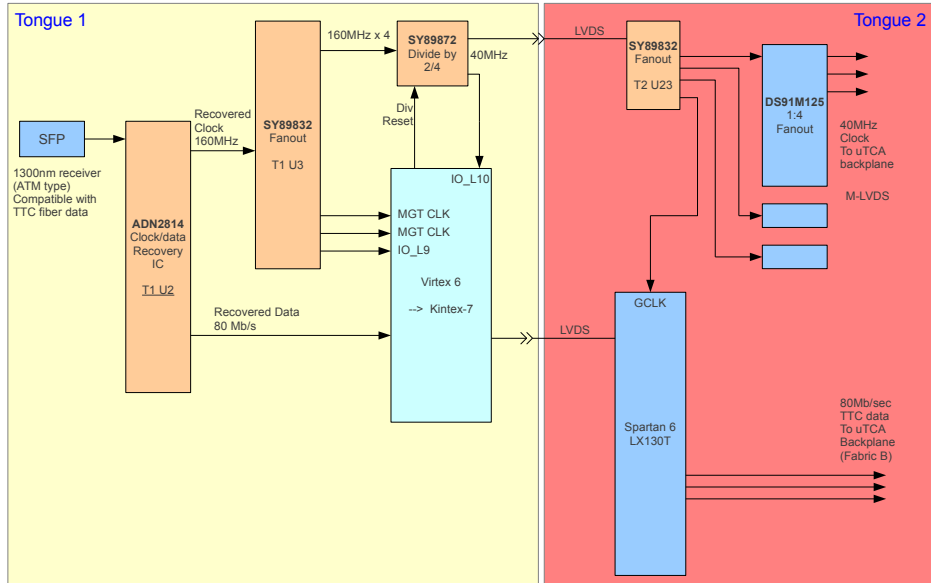 Tongue 1
Tongue 2
160MHz x 4
SY89872
Divide by
2/4
40MHz
LVDS
SY89832
Fanout
T2 U23
DS91M125
1:4
Fanout
40MHz
Clock
To uTCA
backplane
M-LVDS
Div
Reset
SFP
1300nm receiver
(ATM type)
Compatible with
TTC fiber data
Recovered
Clock
160MHz
SY89832
Fanout
T1 U3
ADN2814
Clock/data
Recovery
IC
T1 U2
IO_L10
MGT CLK
MGT CLK
IO_L9
Virtex 6
--> Kintex-7
Recovered Data
80 Mb/s
LVDS
GCLK
Spartan 6
LX130T
80Mb/sec
TTC data
To uTCA
Backplane
(Fabric B)